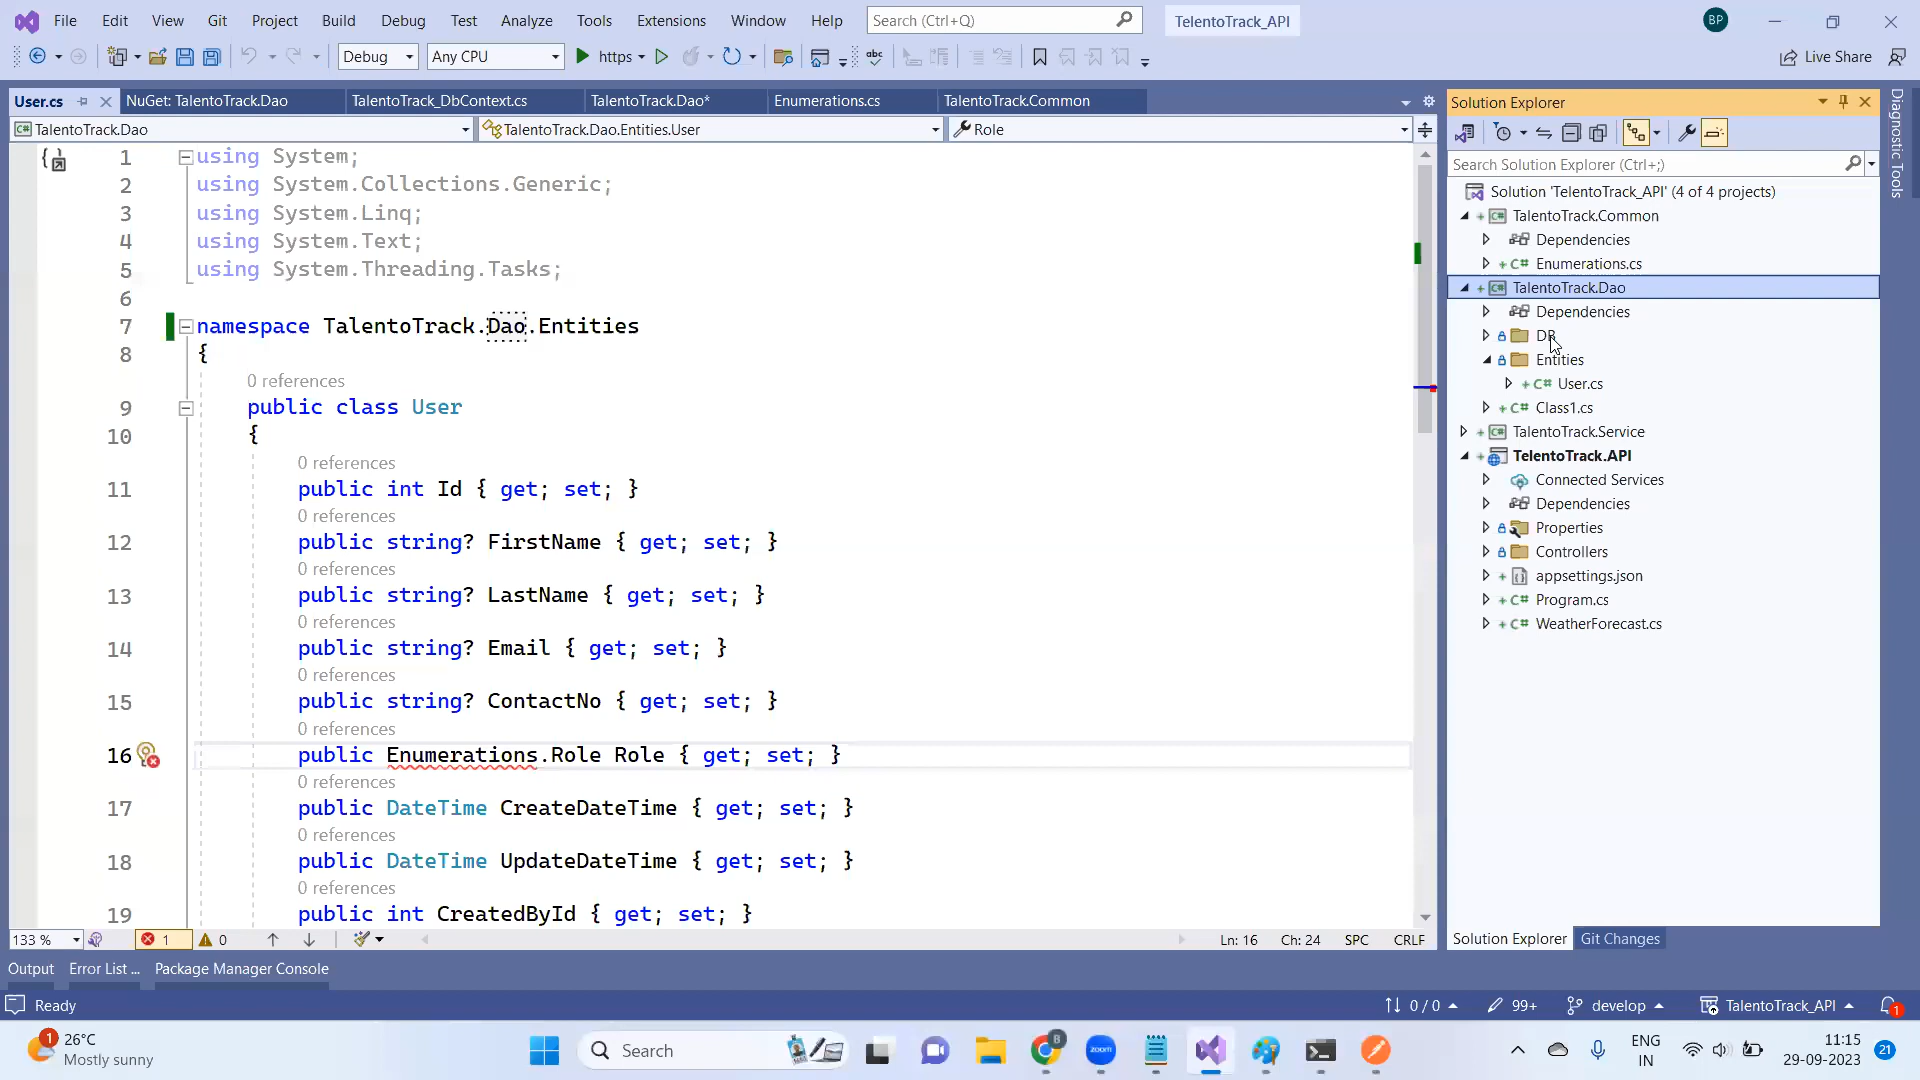 File Edit View Git Project Build Debug Test Analyze Tools Extensions Window Help Search (Ctrl+Q) TelentoTrack_API BP
Debug Any CPU https Live Share
User.cs NuGet: TalentoTrack.Dao TalentoTrack_DbContext.cs TalentoTrack.Dao* Enumerations.cs TalentoTrack.Common
TalentoTrack.Dao TalentoTrack.Dao.Entities.User Role
1 using System;
2 using System.Collections.Generic;
3 using System.Linq;
4 using System.Text;
5 using System.Threading.Tasks;
6
7 namespace TalentoTrack.Dao.Entities
8 {
0 references
9 public class User
10 {
0 references
11 public int Id { get; set; }
0 references
12 public string? FirstName { get; set; }
0 references
13 public string? LastName { get; set; }
0 references
14 public string? Email { get; set; }
0 references
15 public string? ContactNo { get; set; }
0 references
16 public Enumerations.Role Role { get; set; }
0 references
17 public DateTime CreateDateTime { get; set; }
0 references
18 public DateTime UpdateDateTime { get; set; }
0 references
19 public int CreatedById { get; set; }
133 % 1 0 Ln: 16 Ch: 24 SPC CRLF
Solution Explorer
Search Solution Explorer (Ctrl+;)
Solution 'TelentoTrack_API' (4 of 4 projects)
TalentoTrack.Common
Dependencies
Enumerations.cs
TalentoTrack.Dao
Dependencies
DB
Entities
User.cs
Class1.cs
TalentoTrack.Service
TelentoTrack.API
Connected Services
Dependencies
Properties
Controllers
appsettings.json
Program.cs
WeatherForecast.cs
Solution Explorer Git Changes
Diagnostic Tools
Output Error List ... Package Manager Console
Ready 0 / 0 99+ develop TalentoTrack_API 1
1 26°C
Mostly sunny
Search
B
zoom
ENG
IN
11:15
29-09-2023
21